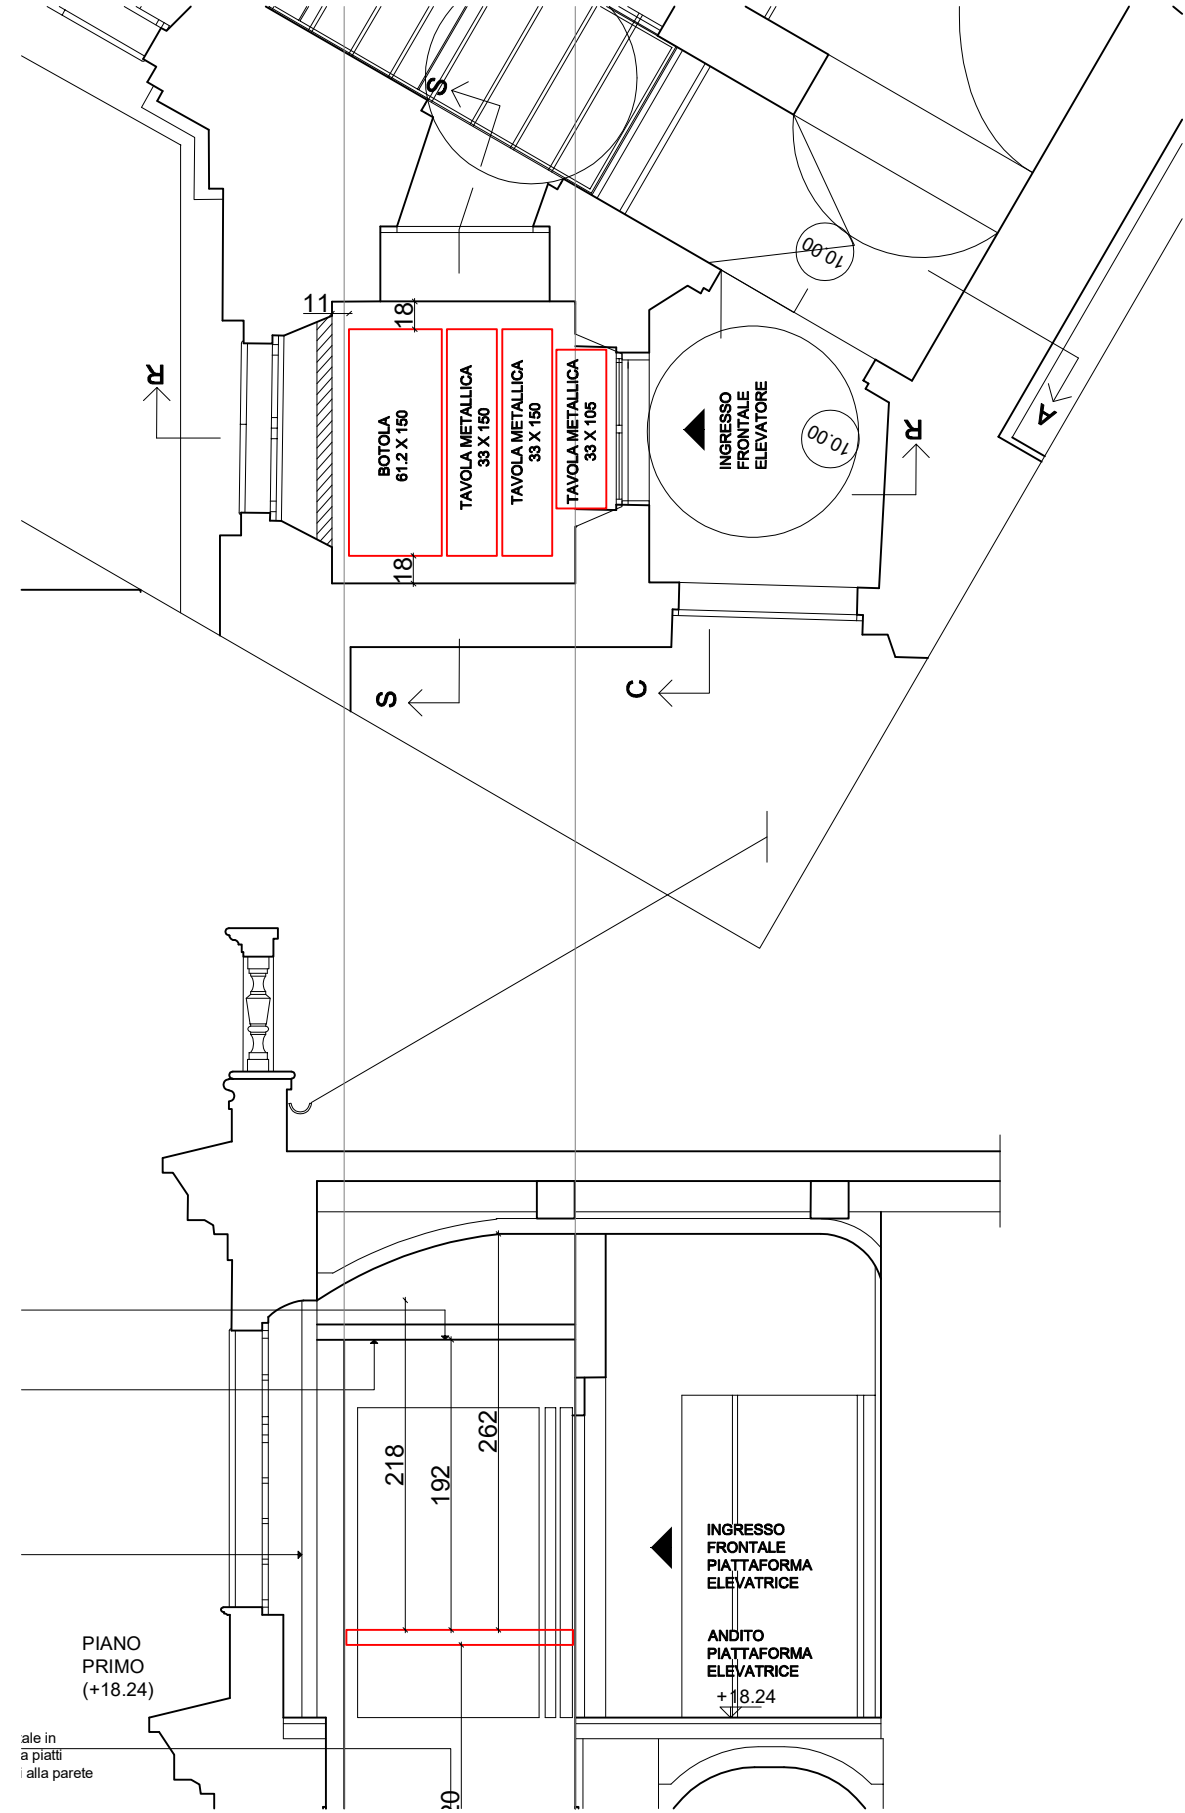 S
10.00
11
18
R
BOTOLA
61.2 X 150
TAVOLA METALLICA
33 X 150
TAVOLA METALLICA
33 X 150
TAVOLA METALLICA
33 X 105
INGRESSO
FRONTALE
ELEVATORE
10.00
R
A
18
S
C
218
192
262
INGRESSO
FRONTALE
PIATTAFORMA
ELEVATRICE
ANDITO
PIATTAFORMA
ELEVATRICE
+18.24
PIANO
PRIMO
(+18.24)
ale in
a piatti
alla parete